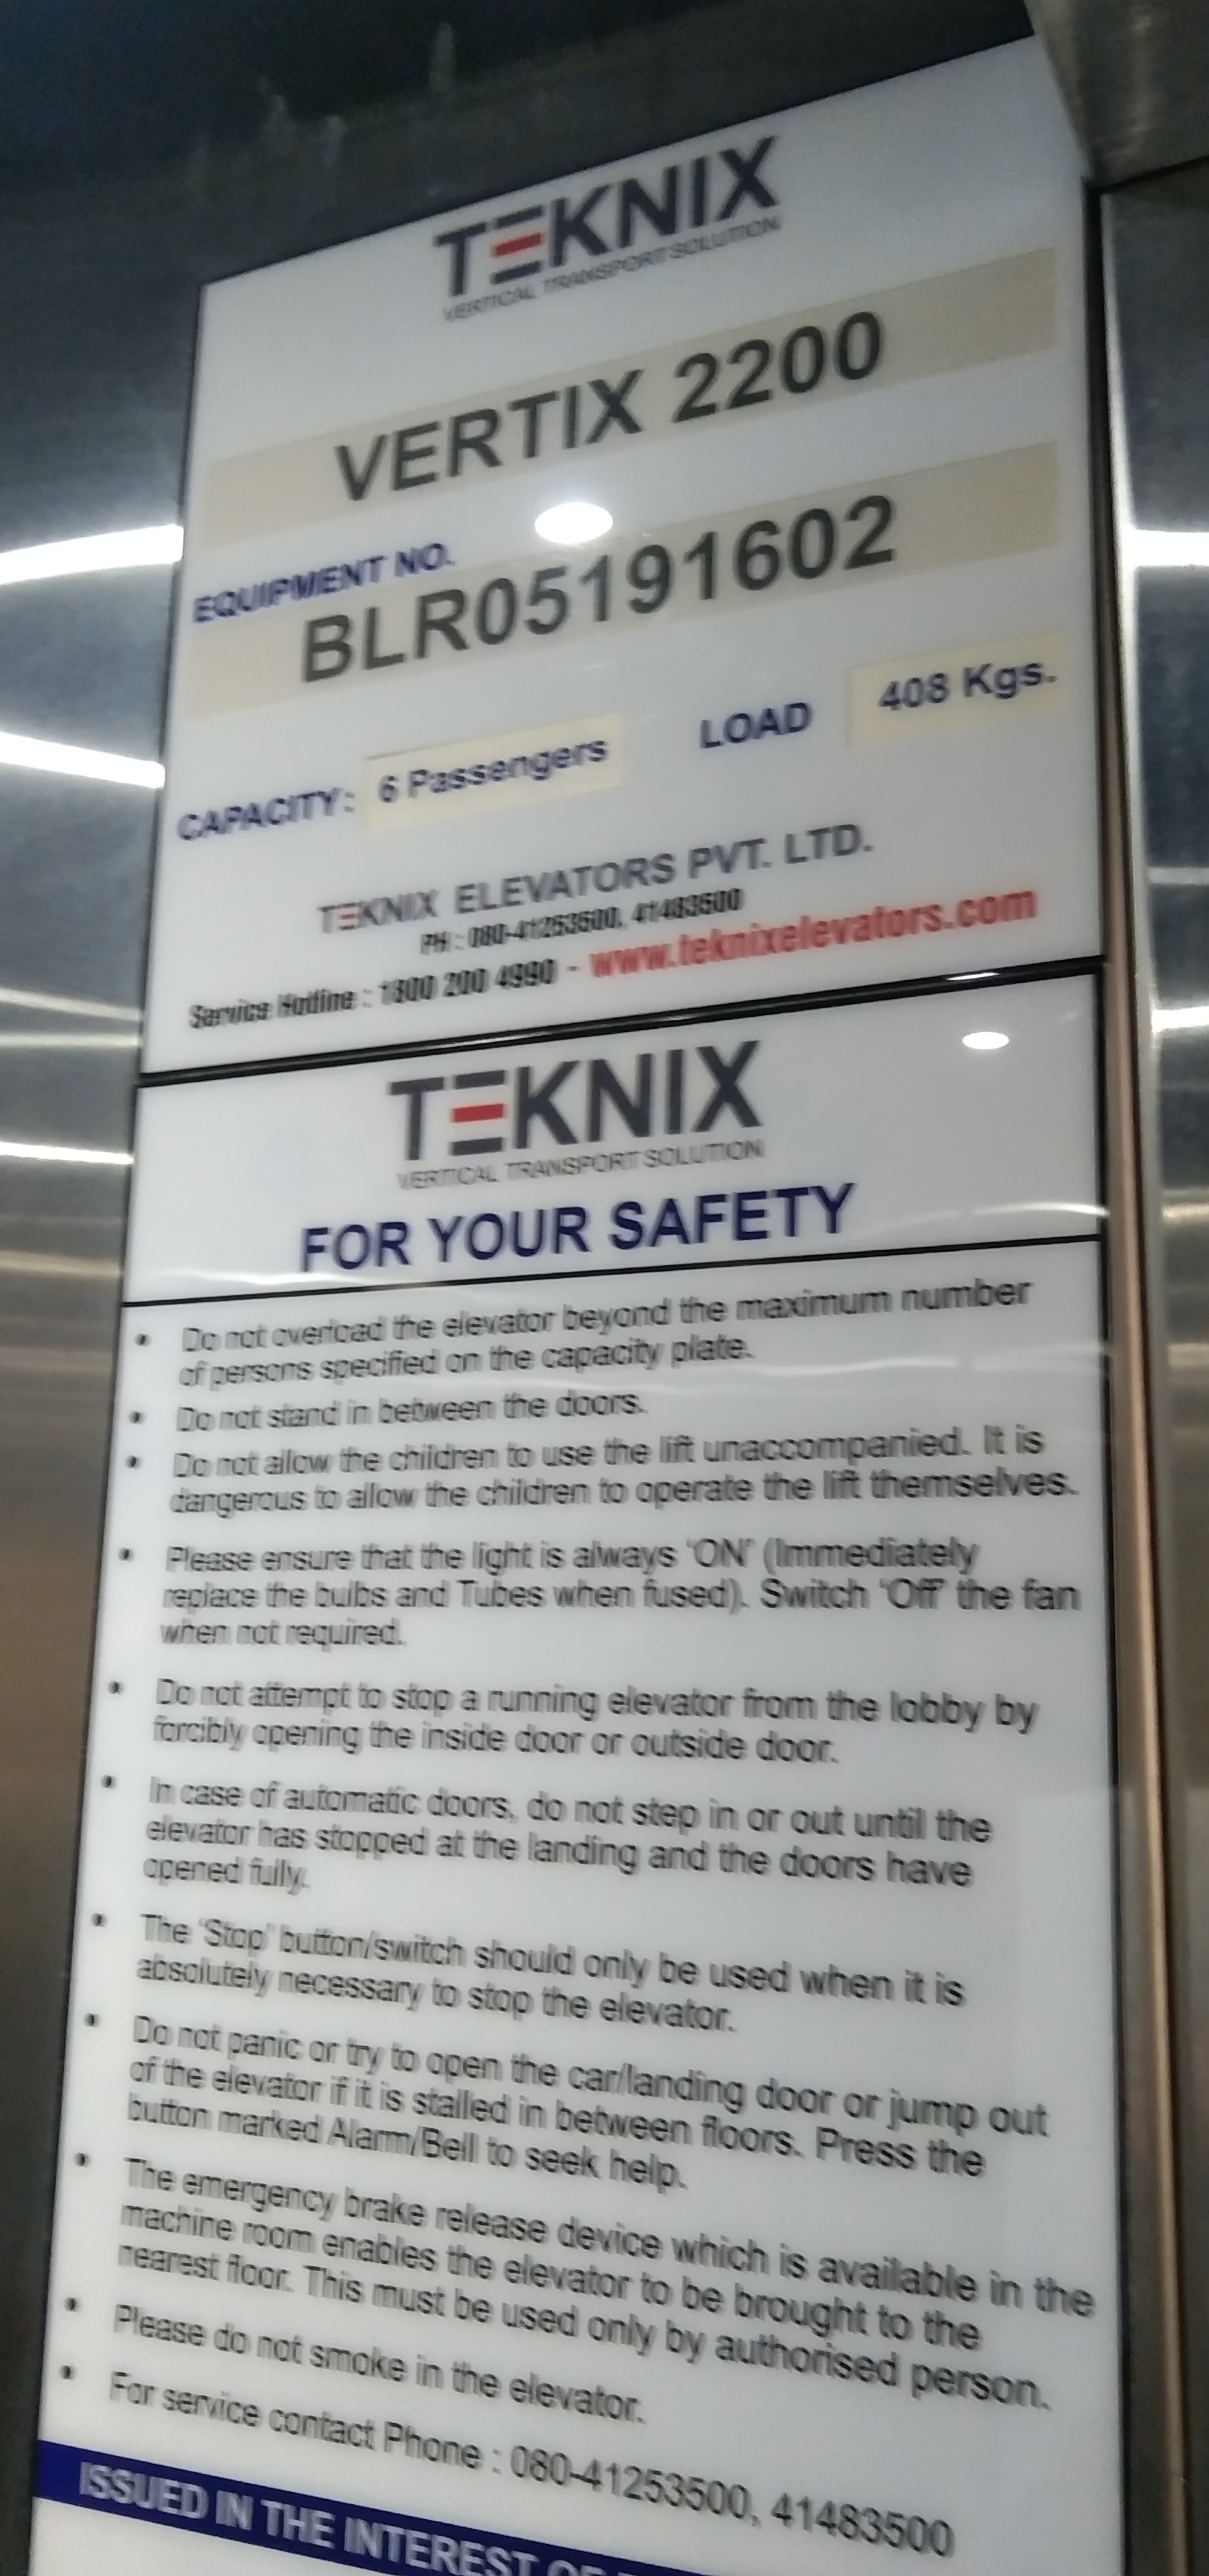 TEKNIX
VERTICAL TRANSPORT SOLUTION
VERTIX 2200
EQUIPMENT NO.
BLR05191602
CAPACITY: 6 Passengers LOAD 408 Kgs.
TEKNIX ELEVATORS PVT. LTD.
PH : 080-41253500, 41483500
Service Hotline : 1800 200 4990 - www.teknixelevators.com
TEKNIX
VERTICAL TRANSPORT SOLUTION
FOR YOUR SAFETY
• Do not overload the elevator beyond the maximum number
of persons specified on the capacity plate.
• Do not stand in between the doors.
• Do not allow the children to use the lift unaccompanied. It is
dangerous to allow the children to operate the lift themselves.
• Please ensure that the light is always 'ON' (Immediately
replace the bulbs and Tubes when fused). Switch 'Off' the fan
when not required.
• Do not attempt to stop a running elevator from the lobby by
forcibly opening the inside door or outside door.
• In case of automatic doors, do not step in or out until the
elevator has stopped at the landing and the doors have
opened fully.
• The 'Stop' button/switch should only be used when it is
absolutely necessary to stop the elevator.
• Do not panic or try to open the car/landing door or jump out
of the elevator if it is stalled in between floors. Press the
button marked Alarm/Bell to seek help.
• The emergency brake release device which is available in the
machine room enables the elevator to be brought to the
nearest floor. This must be used only by authorised person.
• Please do not smoke in the elevator.
• For service contact Phone : 080-41253500, 41483500
ISSUED IN THE INTEREST OF